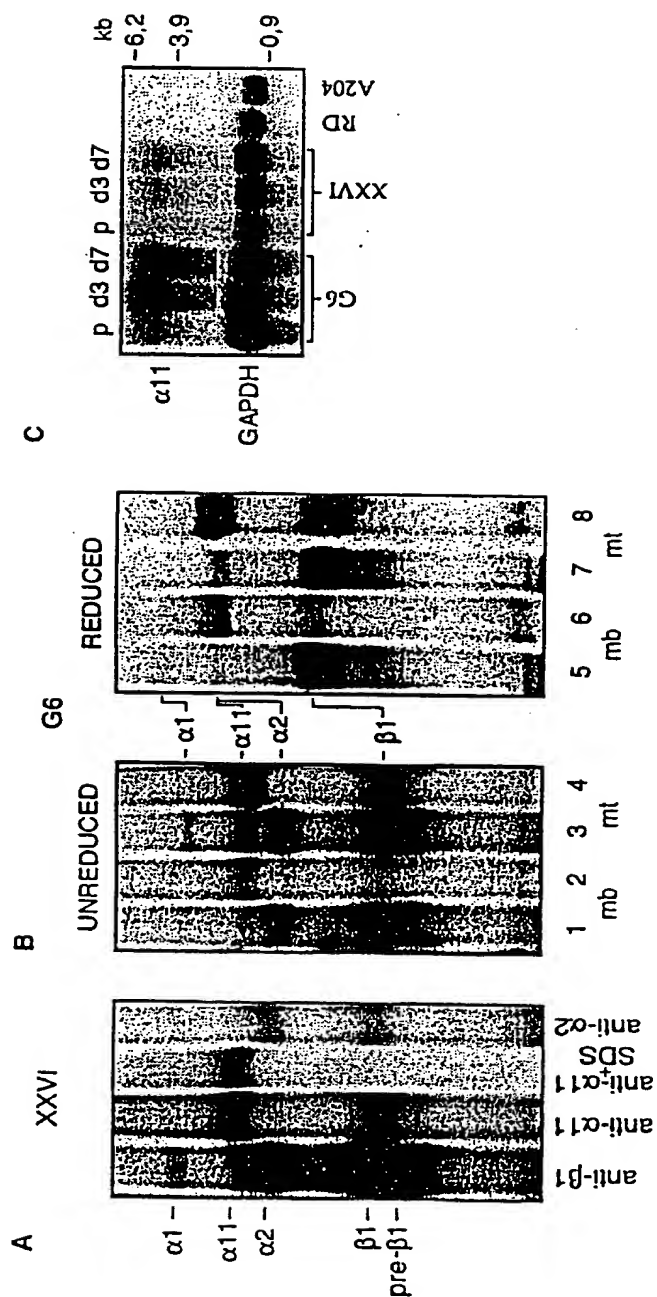 A
XXVI
α1
α11
α2
β1
pre-β1
anti-β1
anti-α11
anti-α11
+
SDS
anti-α2
B
G6
UNREDUCED
REDUCED
α1
α11
α2
β1
1 2 3 4
mb mt
5 6 7 8
mb mt
C
p d3 d7 p d3 d7
kb
α11
GAPDH
6,2
3,9
0,9
G6
XXVI
RD
A204